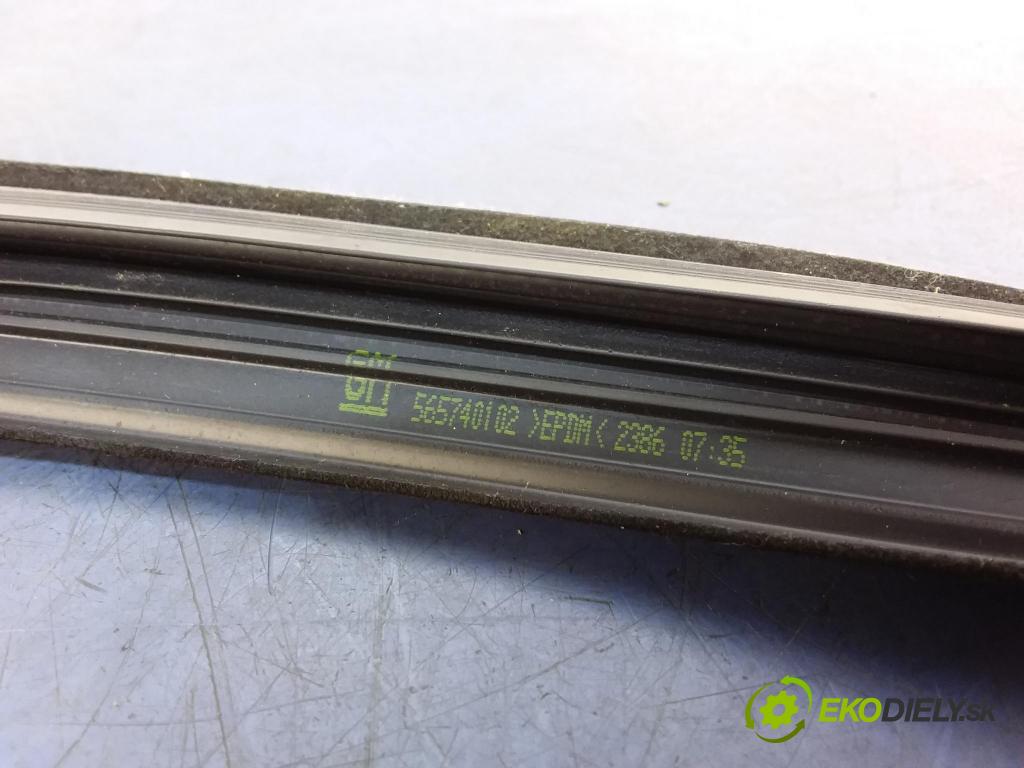 GM 565740102 >EPDM< 2386 07:35
EKODIELY.sk